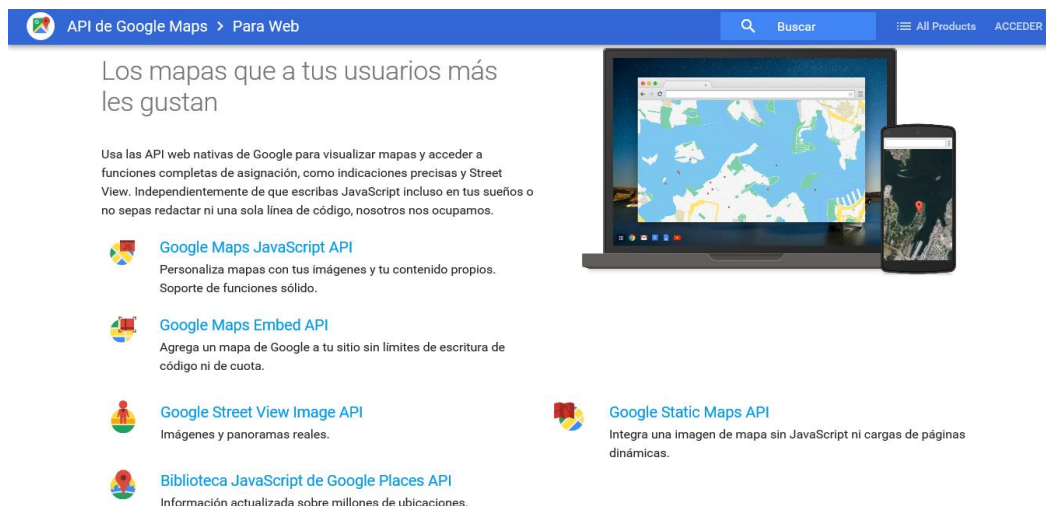 API de Google Maps > Para Web
Buscar
All Products
ACCEDER
Los mapas que a tus usuarios más
les gustan
Usa las API web nativas de Google para visualizar mapas y acceder a
funciones completas de asignación, como indicaciones precisas y Street
View. Independientemente de que escribas JavaScript incluso en tus sueños o
no sepas redactar ni una sola línea de código, nosotros nos ocupamos.
Google Maps JavaScript API
Personaliza mapas con tus imágenes y tu contenido propios.
Soporte de funciones sólido.
Google Maps Embed API
Agrega un mapa de Google a tu sitio sin límites de escritura de
código ni de cuota.
Google Street View Image API
Imágenes y panoramas reales.
Google Static Maps API
Integra una imagen de mapa sin JavaScript ni cargas de páginas
dinámicas.
Biblioteca JavaScript de Google Places API
Información actualizada sobre millones de ubicaciones.